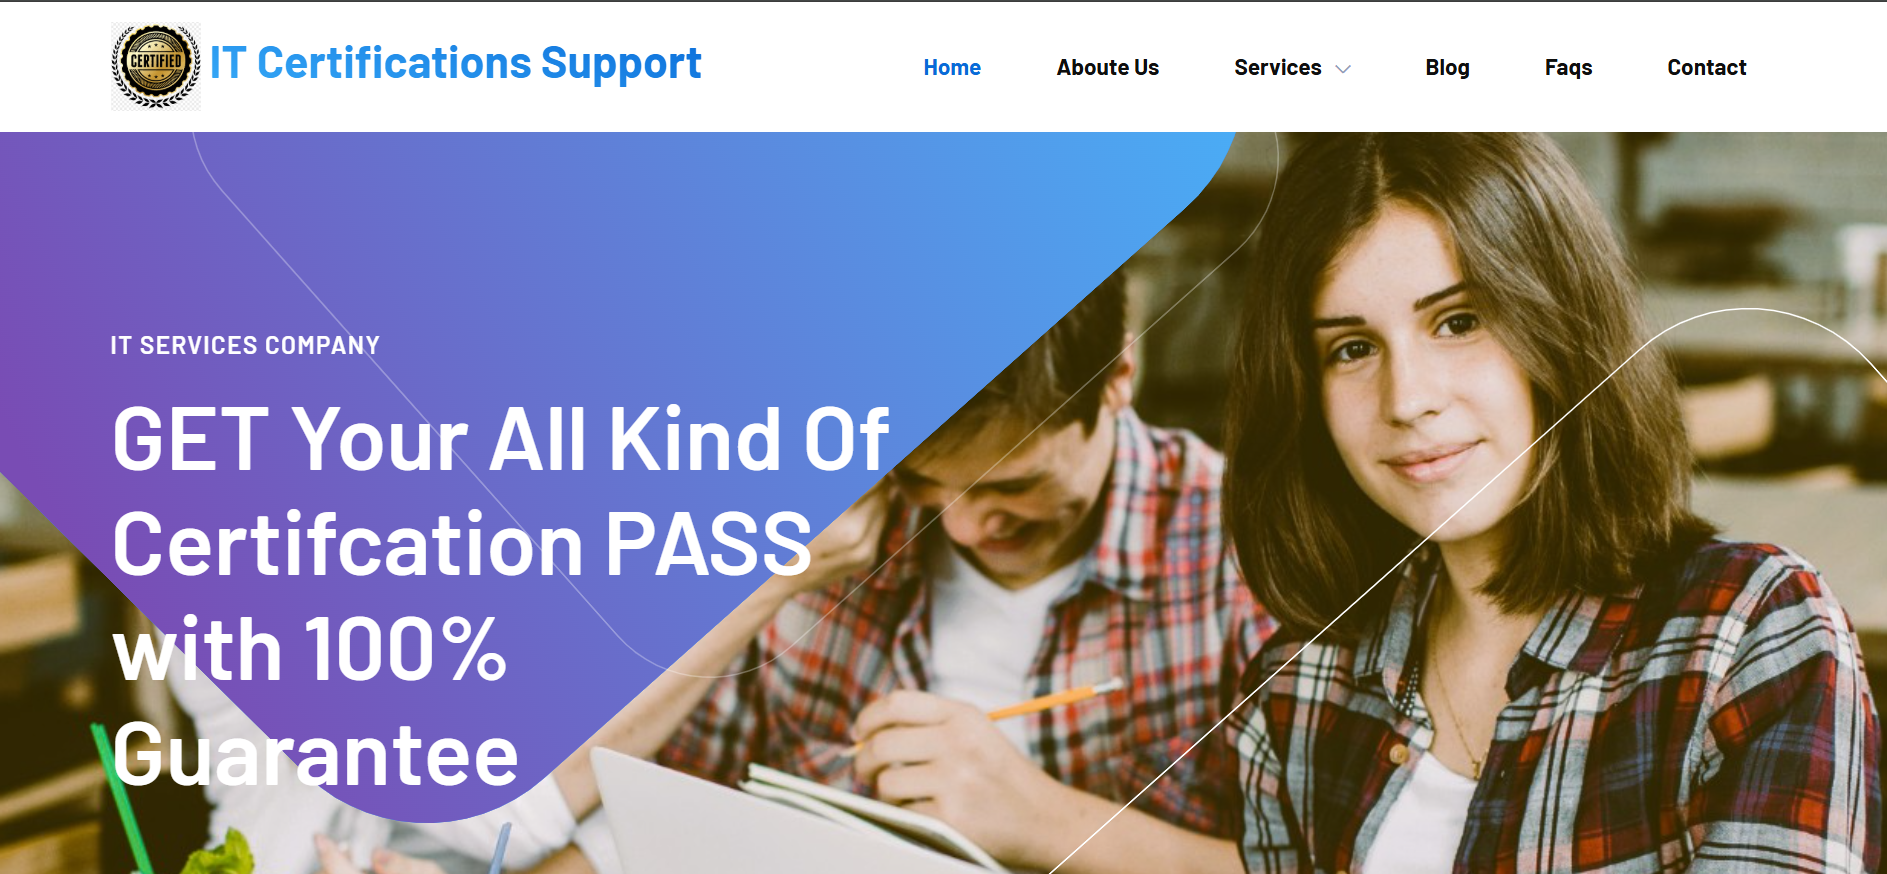 CERTIFIED
IT Certifications Support
Home
Aboute Us
Services
Blog
Faqs
Contact
IT SERVICES COMPANY
GET Your All Kind Of
Certifcation PASS
with 100%
Guarantee